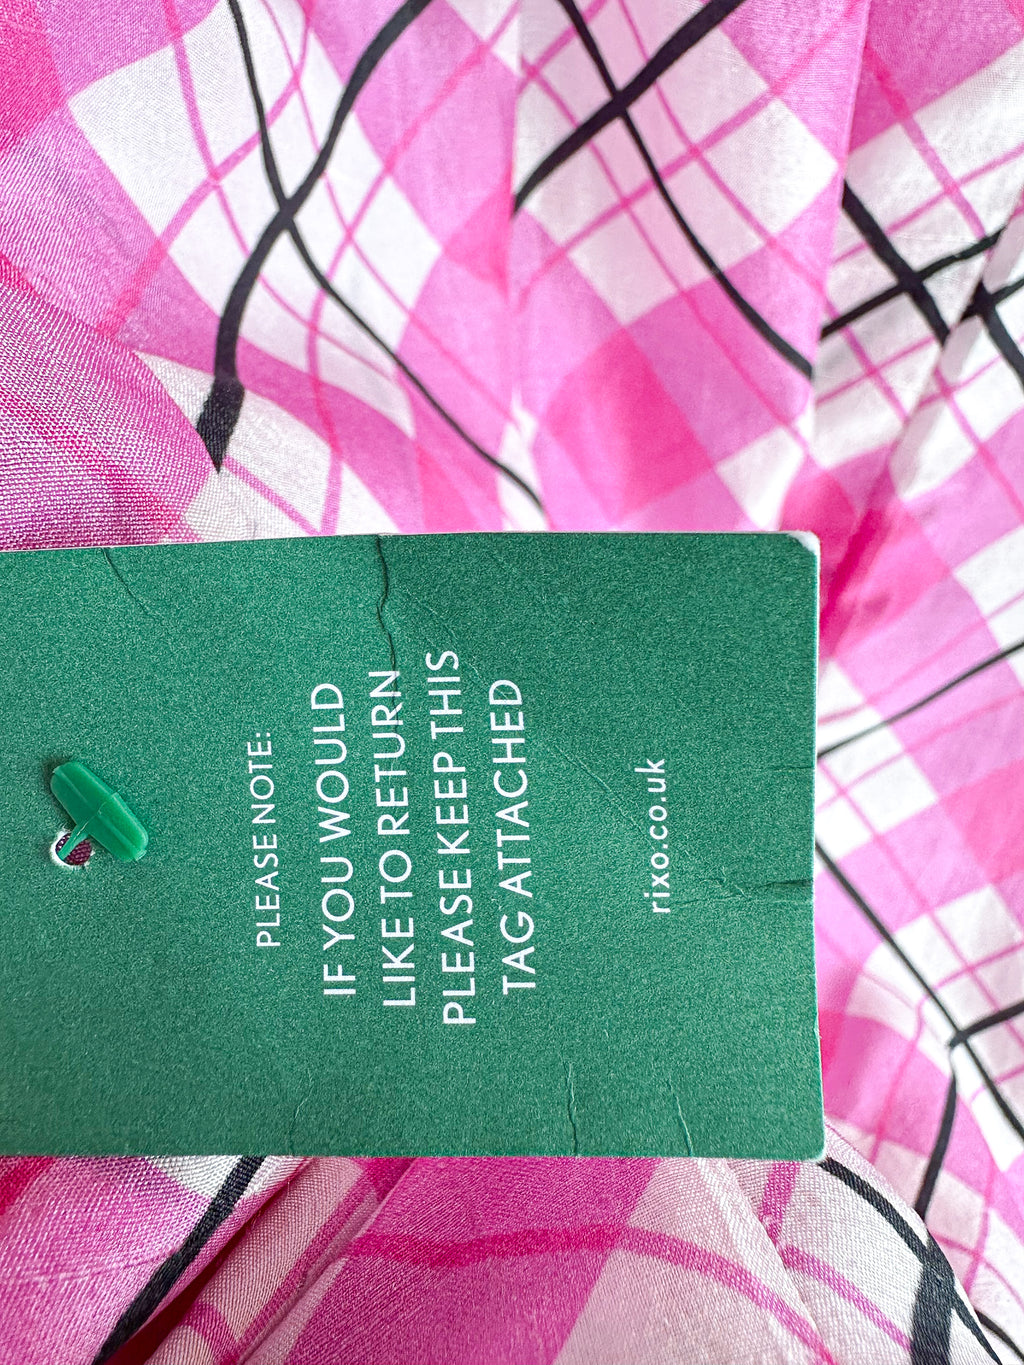 PLEASE NOTE:
IF YOU WOULD
LIKE TO RETURN
PLEASE KEEP THIS
TAG ATTACHED
rixo.co.uk